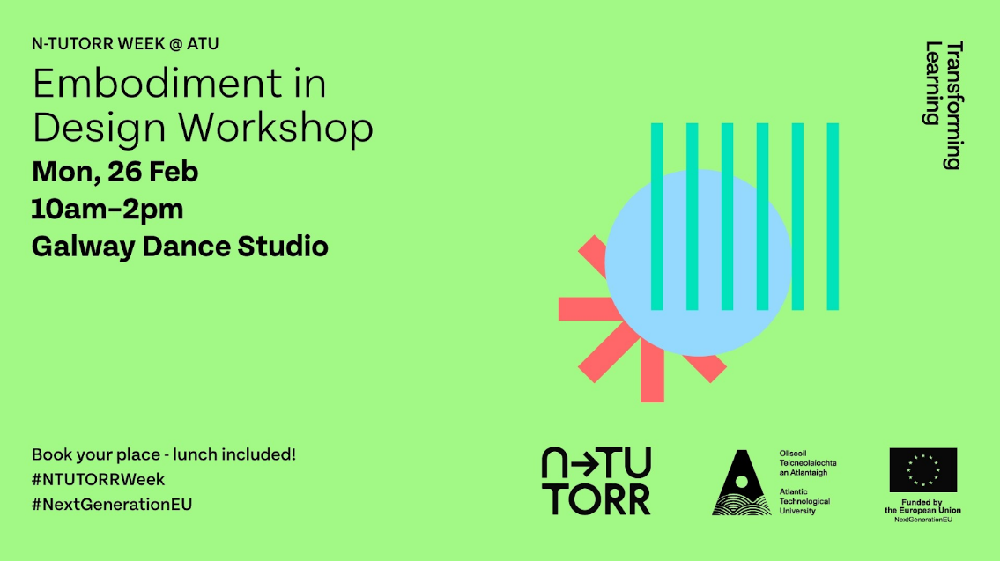 N-TUTORR WEEK @ ATU
Embodiment in
Design Workshop
Mon, 26 Feb
10am–2pm
Galway Dance Studio
Transforming
Learning
Book your place - lunch included!
#NTUTORRWeek
#NextGenerationEU
N→TU
TORR
Ollscoil
Teicneolaíochta
an Atlantaigh
Atlantic
Technological
University
Funded by
the European Union
NextGenerationEU